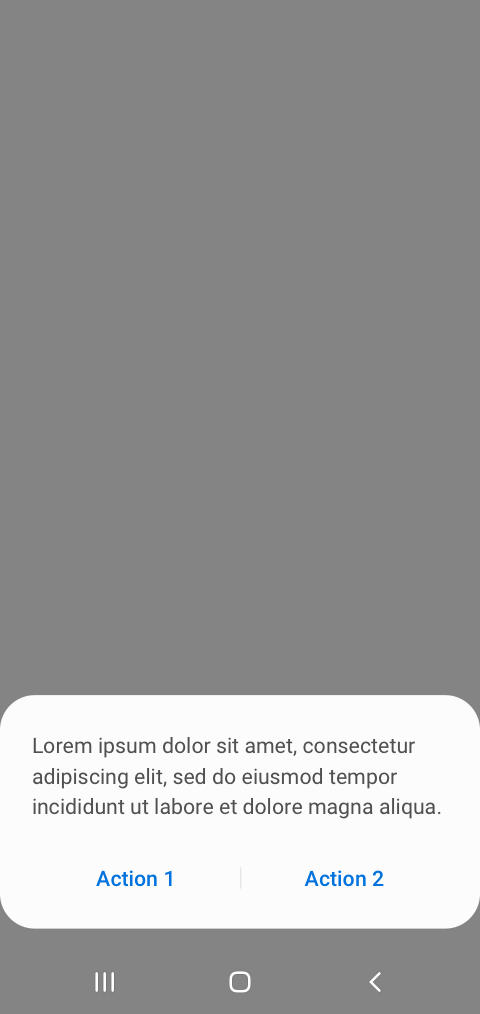 Lorem ipsum dolor sit amet, consectetur
adipiscing elit, sed do eiusmod tempor
incididunt ut labore et dolore magna aliqua.
Action 1
Action 2